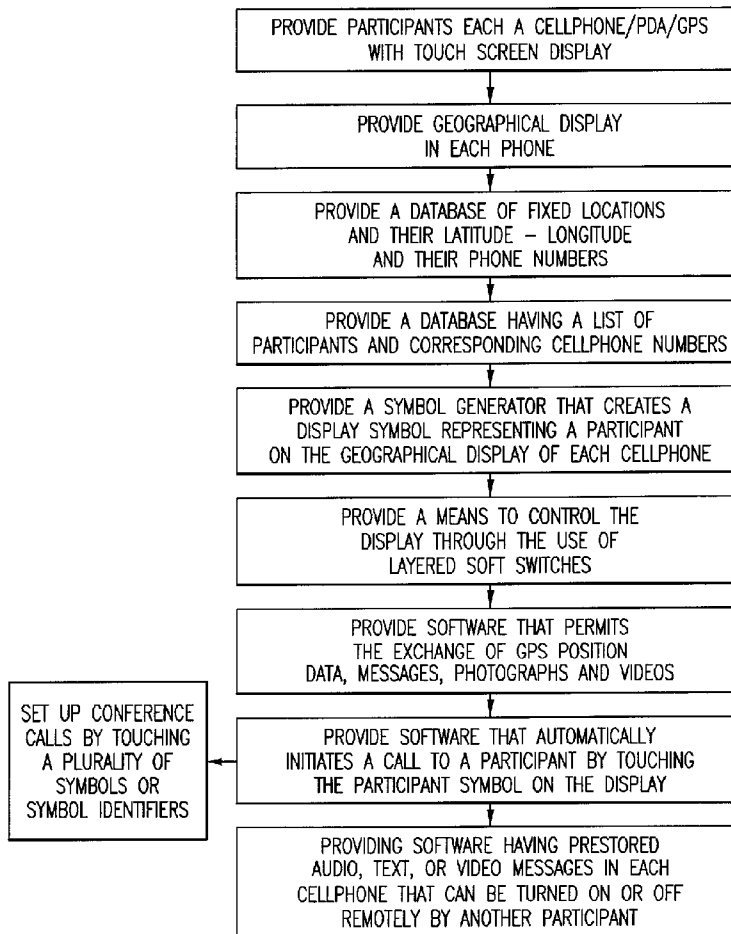 PROVIDE PARTICIPANTS EACH A CELLPHONE/PDA/GPS
WITH TOUCH SCREEN DISPLAY
PROVIDE GEOGRAPHICAL DISPLAY
IN EACH PHONE
PROVIDE A DATABASE OF FIXED LOCATIONS
AND THEIR LATITUDE – LONGITUDE
AND THEIR PHONE NUMBERS
PROVIDE A DATABASE HAVING A LIST OF
PARTICIPANTS AND CORRESPONDING CELLPHONE NUMBERS
PROVIDE A SYMBOL GENERATOR THAT CREATES A
DISPLAY SYMBOL REPRESENTING A PARTICIPANT
ON THE GEOGRAPHICAL DISPLAY OF EACH CELLPHONE
PROVIDE A MEANS TO CONTROL THE
DISPLAY THROUGH THE USE OF
LAYERED SOFT SWITCHES
PROVIDE SOFTWARE THAT PERMITS
THE EXCHANGE OF GPS POSITION
DATA, MESSAGES, PHOTOGRAPHS AND VIDEOS
PROVIDE SOFTWARE THAT AUTOMATICALLY
INITIATES A CALL TO A PARTICIPANT BY TOUCHING
THE PARTICIPANT SYMBOL ON THE DISPLAY
SET UP CONFERENCE
CALLS BY TOUCHING
A PLURALITY OF
SYMBOLS OR
SYMBOL IDENTIFIERS
PROVIDING SOFTWARE HAVING PRESTORED
AUDIO, TEXT, OR VIDEO MESSAGES IN EACH
CELLPHONE THAT CAN BE TURNED ON OR OFF
REMOTELY BY ANOTHER PARTICIPANT